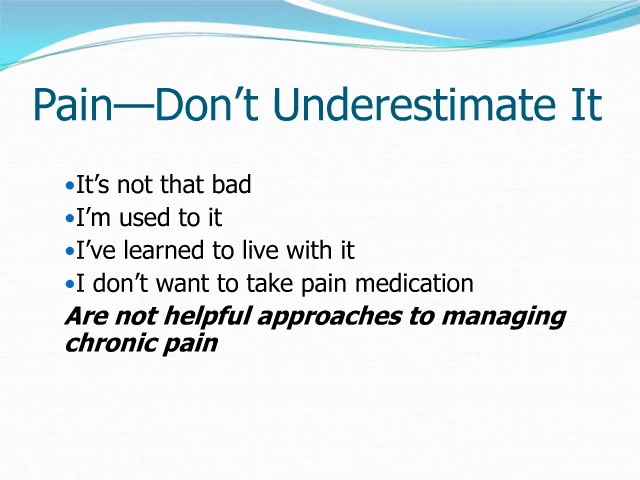 Pain—Don’t Underestimate It
•It’s not that bad
•I’m used to it
•I’ve learned to live with it
•I don’t want to take pain medication
Are not helpful approaches to managing
chronic pain